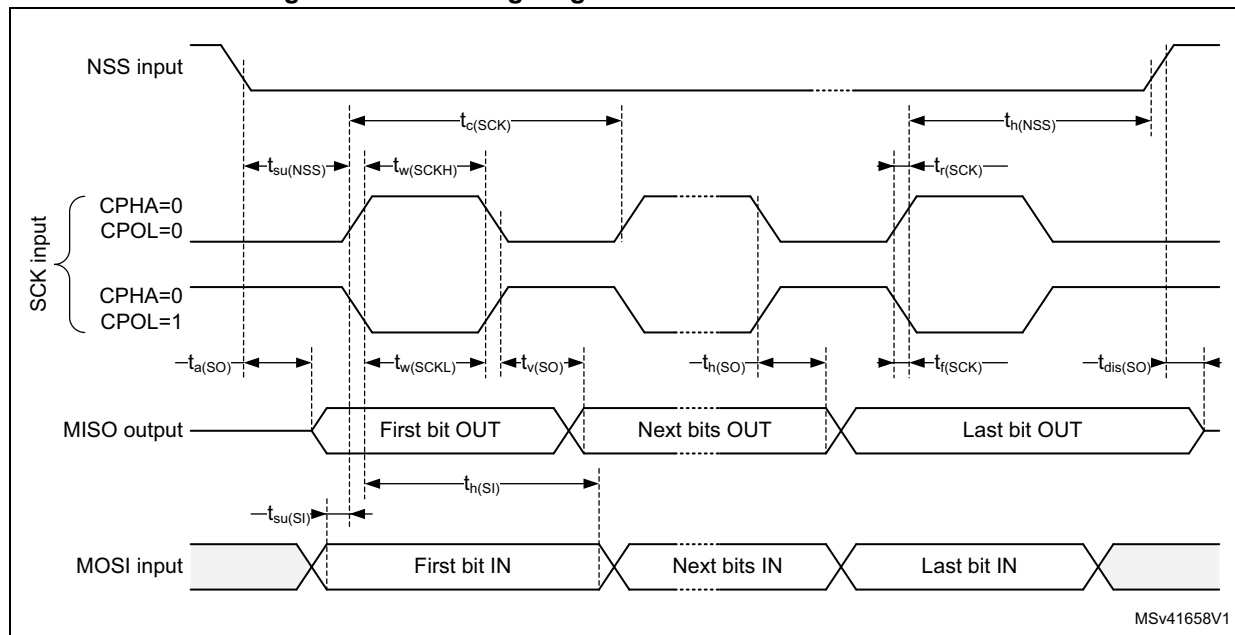 NSS input
tc(SCK)
th(NSS)
tsu(NSS)
tw(SCKH)
tr(SCK)
SCK input
CPHA=0
CPOL=0
CPHA=0
CPOL=1
ta(SO)
tw(SCKL)
tv(SO)
th(SO)
tf(SCK)
tdis(SO)
MISO output
First bit OUT
Next bits OUT
Last bit OUT
th(SI)
tsu(SI)
MOSI input
First bit IN
Next bits IN
Last bit IN
MSv41658V1